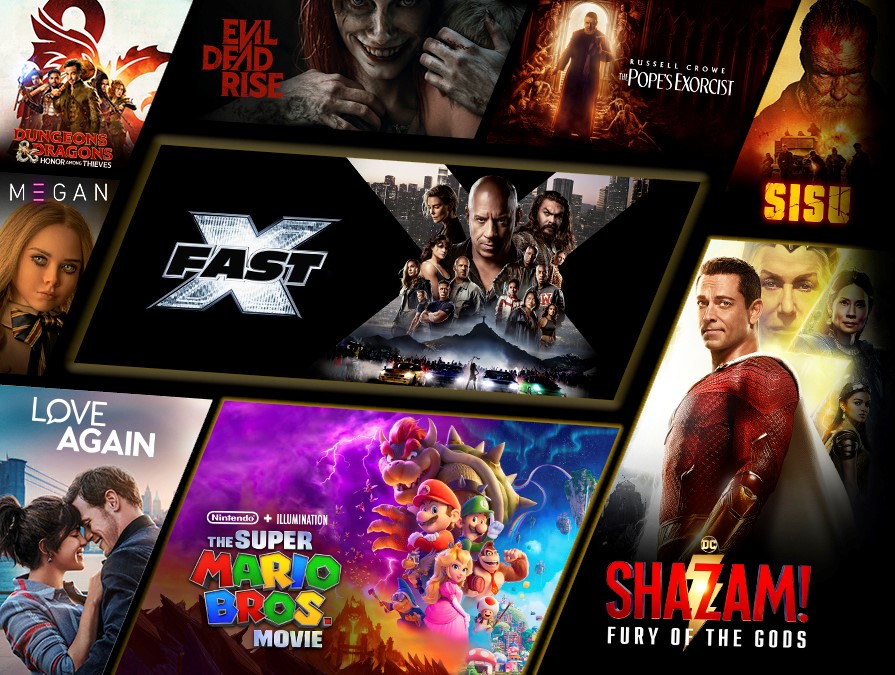 DUNGEONS
& DRAGONS
HONOR AMONG THIEVES
EVIL
DEAD
RISE
RUSSELL CROWE
THE POPE'S EXORCIST
SISU
MEGAN
FAST
X
LOVE
AGAIN
Nintendo + ILLUMINATION
THE SUPER
MARIO
BROS.
MOVIE
DC
SHAZAM!
FURY OF THE GODS